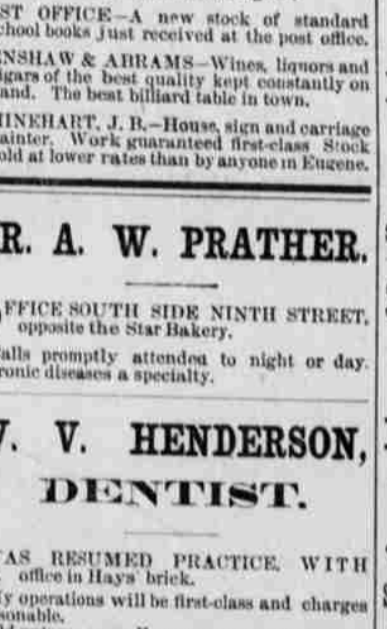 ST OFFICE—A new stock of standard
chool books just received at the post office.
ENSHAW & ABRAMS—Wines, liquors and
igars of the best quality kept constantly on
and. The best billiard table in town.
HINEHART, J. B.—House, sign and carriage
ainter. Work guaranteed first-class Stock
old at lower rates than by anyone in Eugene.
R. A. W. PRATHER.
FFICE SOUTH SIDE NINTH STREET,
opposite the Star Bakery.
alls promptly attended to night or day.
ronic diseases a specialty.
V. HENDERSON,
DENTIST.
AS RESUMED PRACTICE, WITH
office in Hays' brick.
y operations will be first-class and charges
sonable.